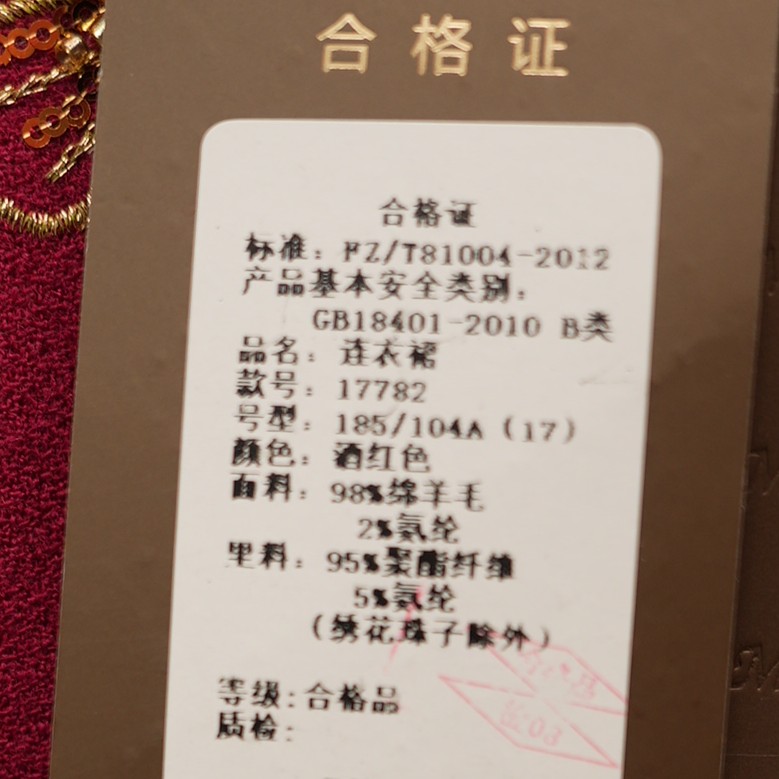 合格证
合格证
标准：FZ/T81004-2012
产品基本安全类别：
GB18401-2010 B类
品名：连衣裙
款号：17782
号型：185/104A（17）
颜色：酒红色
面料：98%绵羊毛
2%氨纶
里料：95%聚酯纤维
5%氨纶
（绣花珠子除外）
等级：合格品
质检：
检03